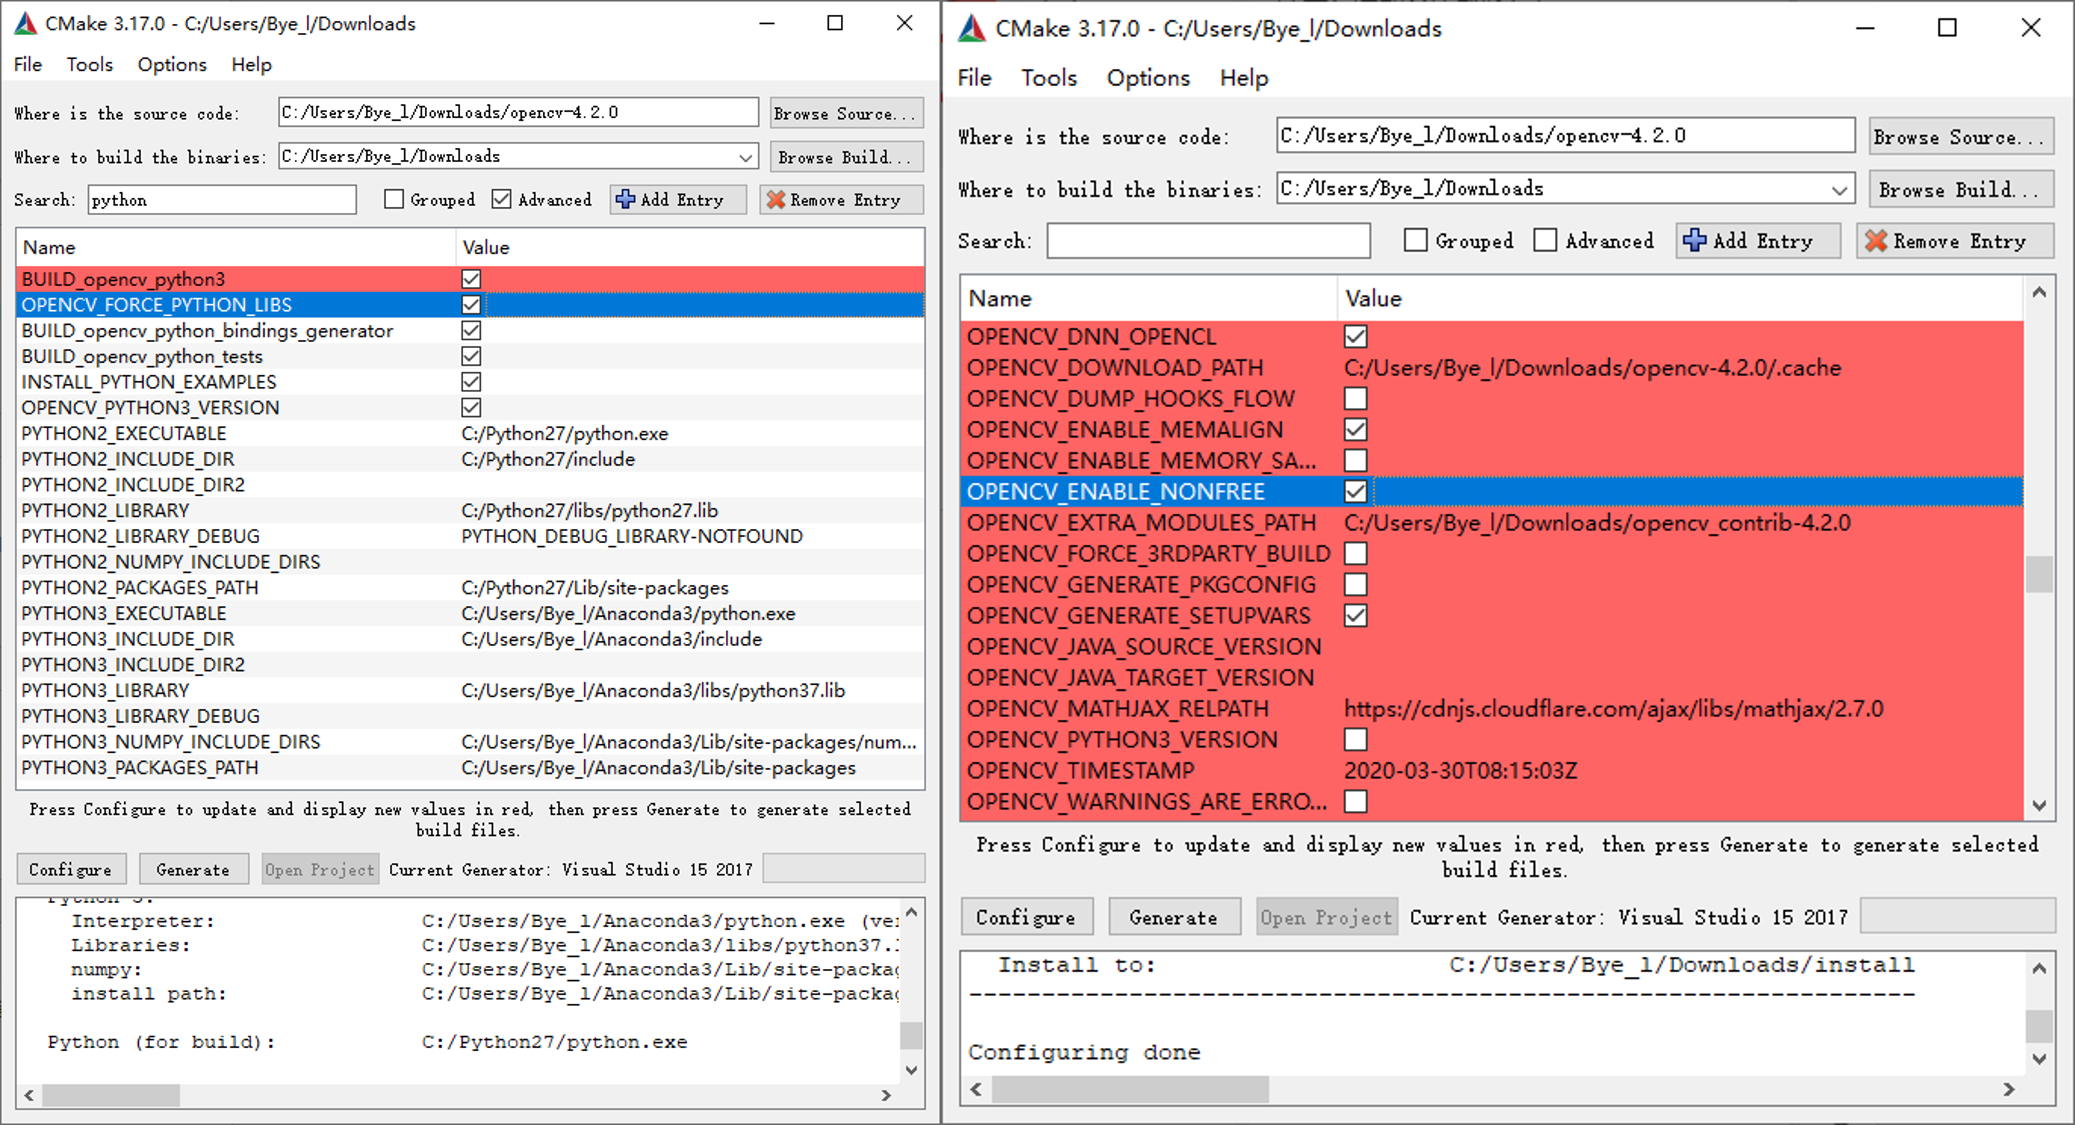 CMake 3.17.0 - C:/Users/Bye_l/Downloads
File Tools Options Help
Where is the source code: C:/Users/Bye_l/Downloads/opencv-4.2.0 Browse Source...
Where to build the binaries: C:/Users/Bye_l/Downloads Browse Build...
Search: python Grouped Advanced Add Entry Remove Entry
Name Value
BUILD_opencv_python3
OPENCV_FORCE_PYTHON_LIBS
BUILD_opencv_python_bindings_generator
BUILD_opencv_python_tests
INSTALL_PYTHON_EXAMPLES
OPENCV_PYTHON3_VERSION
PYTHON2_EXECUTABLE C:/Python27/python.exe
PYTHON2_INCLUDE_DIR C:/Python27/include
PYTHON2_INCLUDE_DIR2
PYTHON2_LIBRARY C:/Python27/libs/python27.lib
PYTHON2_LIBRARY_DEBUG PYTHON_DEBUG_LIBRARY-NOTFOUND
PYTHON2_NUMPY_INCLUDE_DIRS
PYTHON2_PACKAGES_PATH C:/Python27/Lib/site-packages
PYTHON3_EXECUTABLE C:/Users/Bye_l/Anaconda3/python.exe
PYTHON3_INCLUDE_DIR C:/Users/Bye_l/Anaconda3/include
PYTHON3_INCLUDE_DIR2
PYTHON3_LIBRARY C:/Users/Bye_l/Anaconda3/libs/python37.lib
PYTHON3_LIBRARY_DEBUG
PYTHON3_NUMPY_INCLUDE_DIRS C:/Users/Bye_l/Anaconda3/Lib/site-packages/num...
PYTHON3_PACKAGES_PATH C:/Users/Bye_l/Anaconda3/Lib/site-packages
Press Configure to update and display new values in red, then press Generate to generate selected
build files.
Configure Generate Open Project Current Generator: Visual Studio 15 2017
Python 3:
Interpreter: C:/Users/Bye_l/Anaconda3/python.exe (ver
Libraries: C:/Users/Bye_l/Anaconda3/libs/python37.l
numpy: C:/Users/Bye_l/Anaconda3/Lib/site-packag
install path: C:/Users/Bye_l/Anaconda3/Lib/site-packag
Python (for build): C:/Python27/python.exe
CMake 3.17.0 - C:/Users/Bye_l/Downloads
File Tools Options Help
Where is the source code: C:/Users/Bye_l/Downloads/opencv-4.2.0 Browse Source...
Where to build the binaries: C:/Users/Bye_l/Downloads Browse Build...
Search: Grouped Advanced Add Entry Remove Entry
Name Value
OPENCV_DNN_OPENCL
OPENCV_DOWNLOAD_PATH C:/Users/Bye_l/Downloads/opencv-4.2.0/.cache
OPENCV_DUMP_HOOKS_FLOW
OPENCV_ENABLE_MEMALIGN
OPENCV_ENABLE_MEMORY_SA...
OPENCV_ENABLE_NONFREE
OPENCV_EXTRA_MODULES_PATH C:/Users/Bye_l/Downloads/opencv_contrib-4.2.0
OPENCV_FORCE_3RDPARTY_BUILD
OPENCV_GENERATE_PKGCONFIG
OPENCV_GENERATE_SETUPVARS
OPENCV_JAVA_SOURCE_VERSION
OPENCV_JAVA_TARGET_VERSION
OPENCV_MATHJAX_RELPATH https://cdnjs.cloudflare.com/ajax/libs/mathjax/2.7.0
OPENCV_PYTHON3_VERSION
OPENCV_TIMESTAMP 2020-03-30T08:15:03Z
OPENCV_WARNINGS_ARE_ERRO...
Press Configure to update and display new values in red, then press Generate to generate selected
build files.
Configure Generate Open Project Current Generator: Visual Studio 15 2017
Install to: C:/Users/Bye_l/Downloads/install
-----------------------------------------------------------------
Configuring done